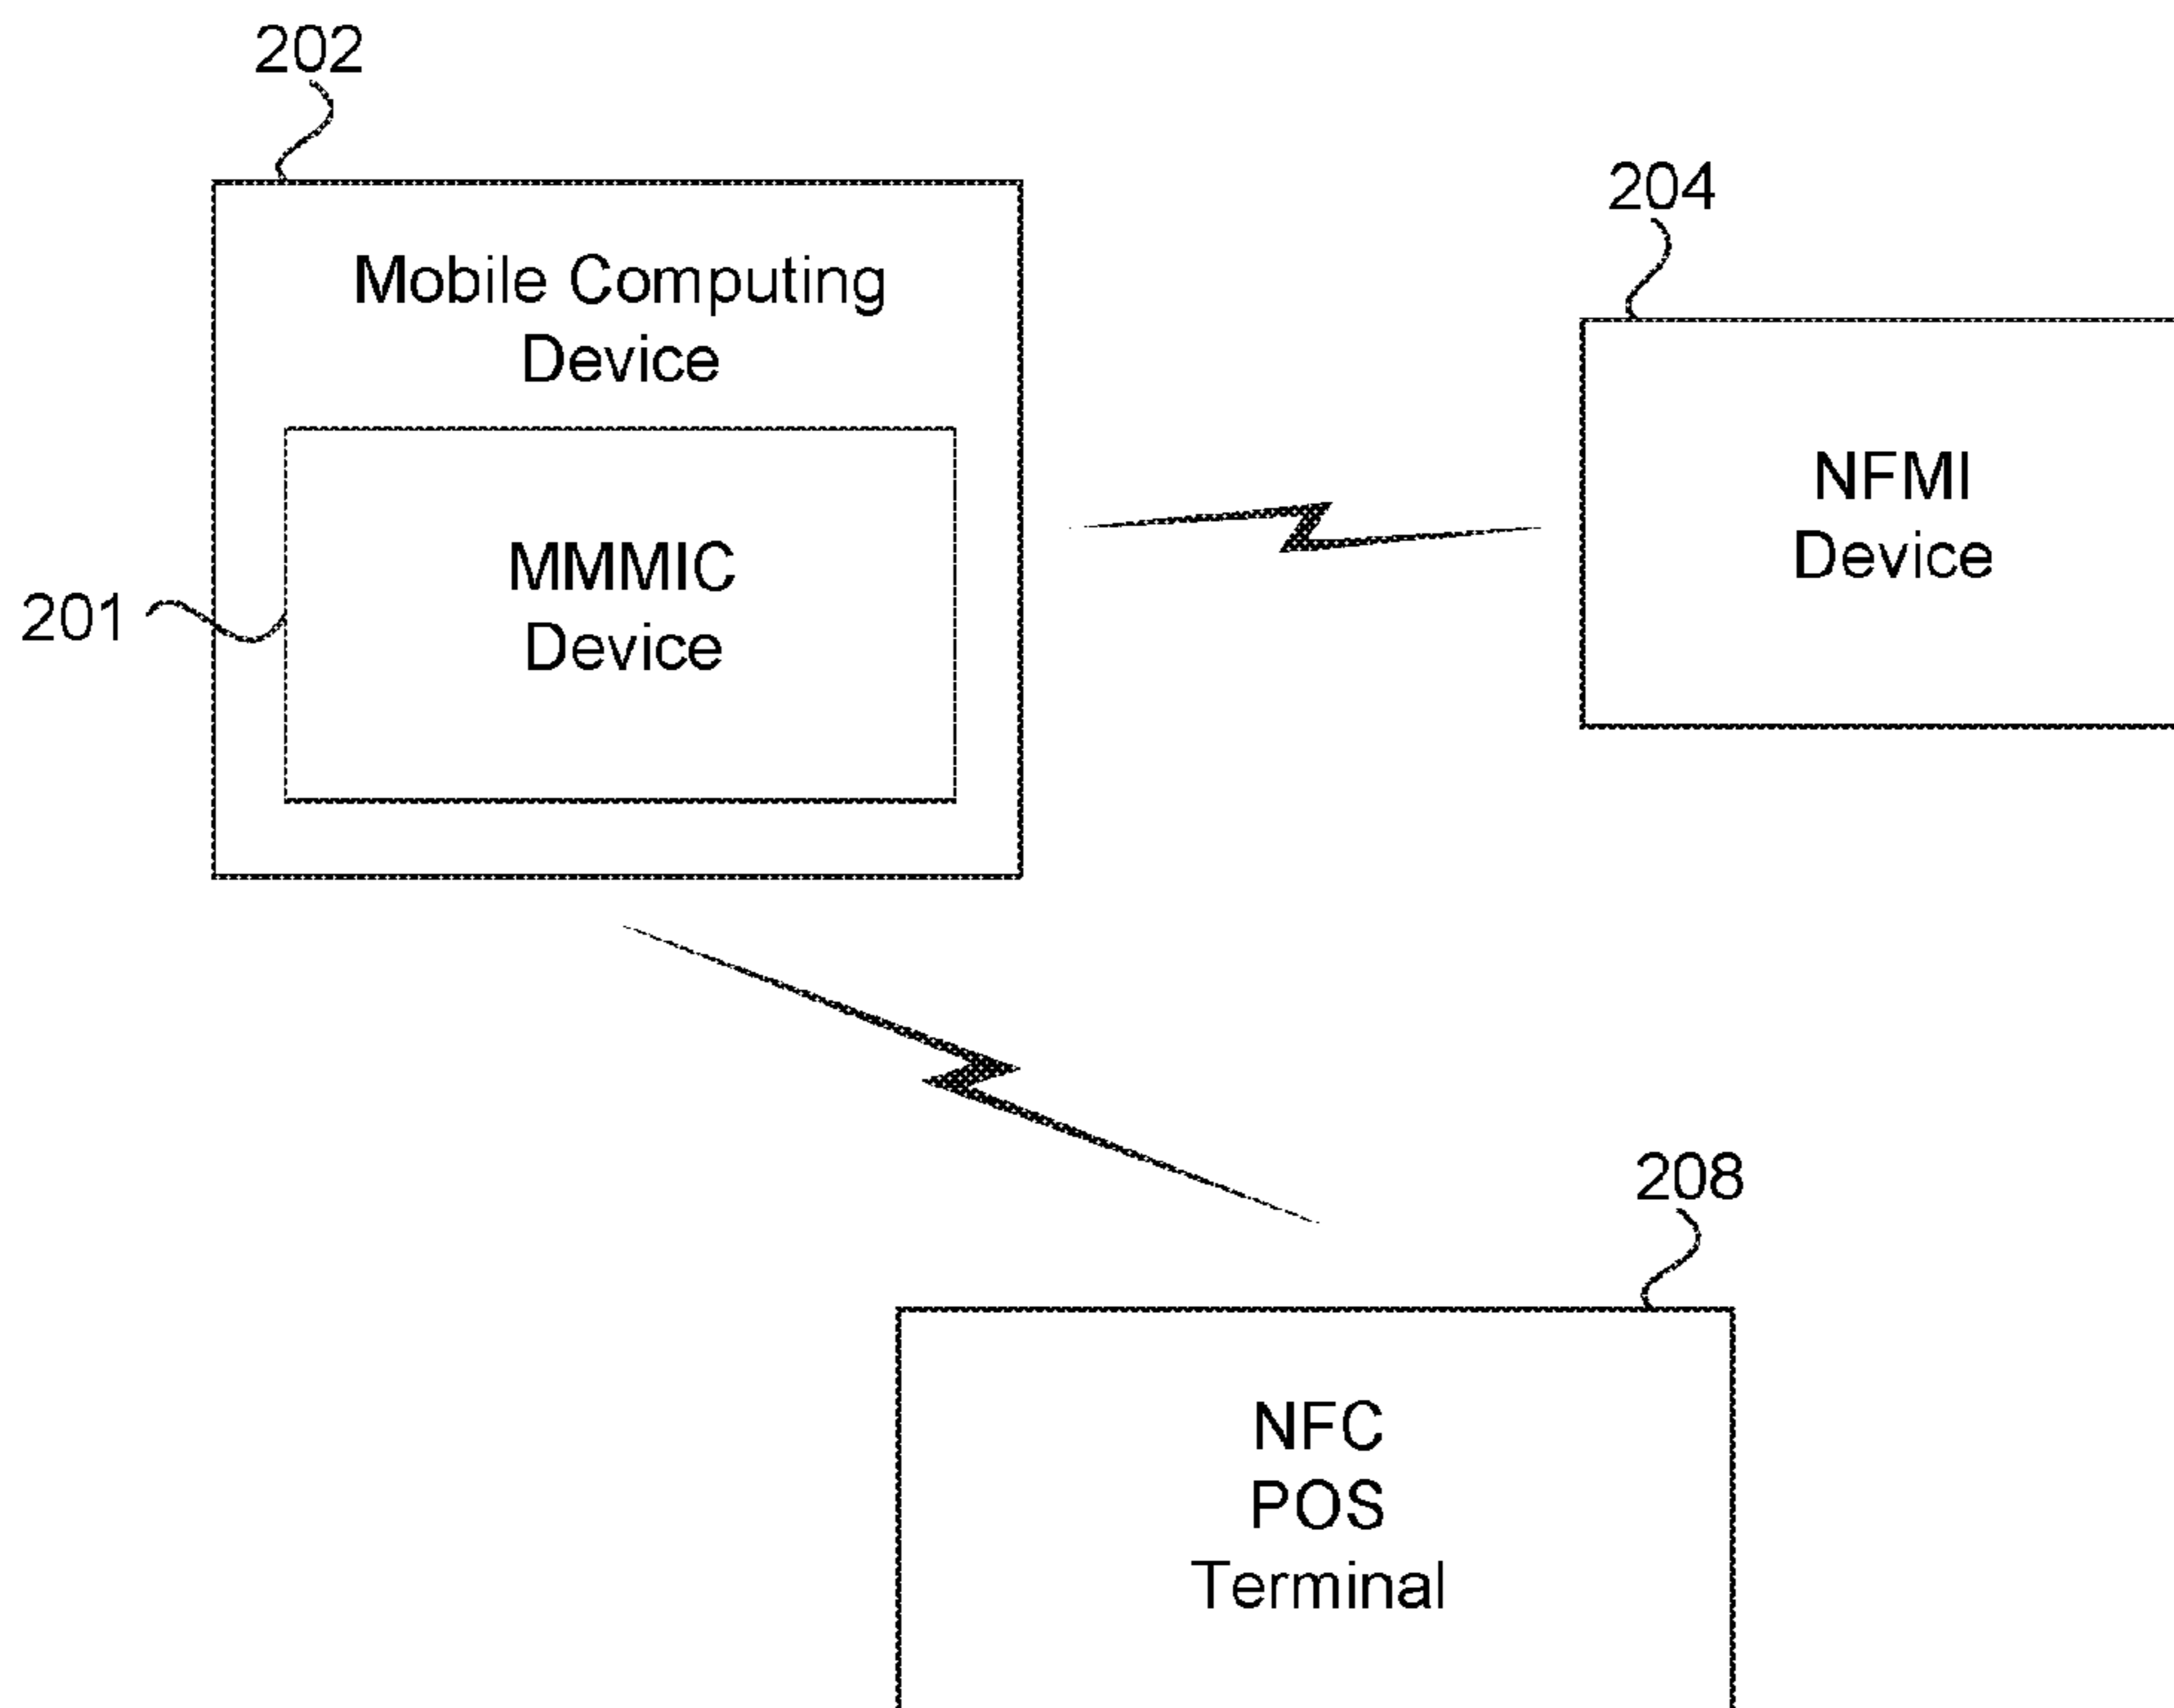 202
Mobile Computing
Device
201
MMMIC
Device
204
NFMI
Device
208
NFC
POS
Terminal